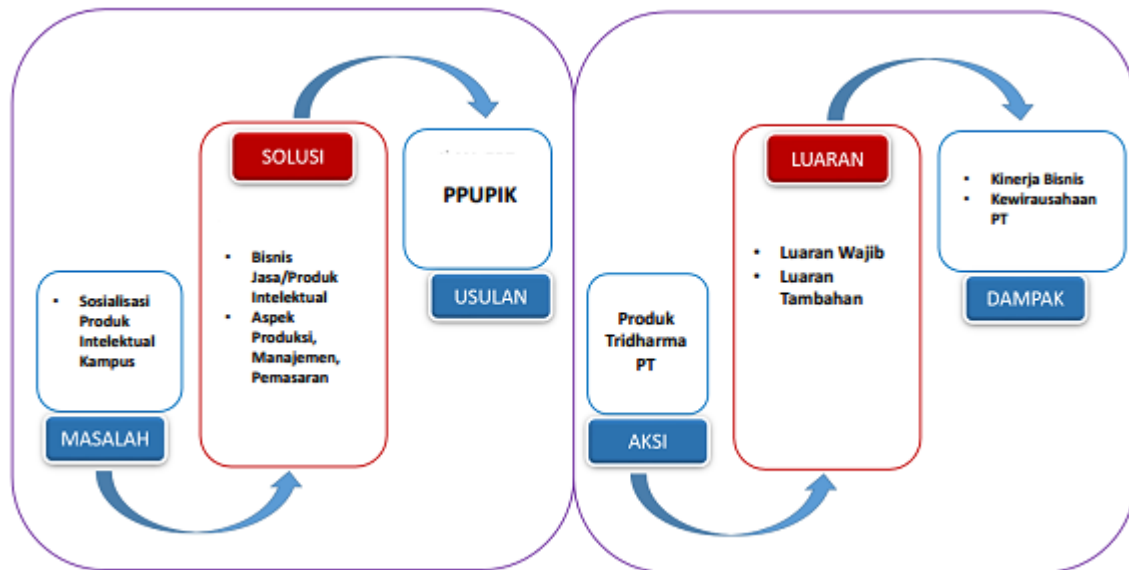 • Sosialisasi
Produk
Intelektual
Kampus
MASALAH
SOLUSI
• Bisnis
Jasa/Produk
Intelektual
• Aspek
Produksi,
Manajemen,
Pemasaran
PPUPIK
USULAN
Produk
Tridharma
PT
AKSI
LUARAN
• Luaran Wajib
• Luaran
Tambahan
• Kinerja Bisnis
• Kewirausahaan
PT
DAMPAK